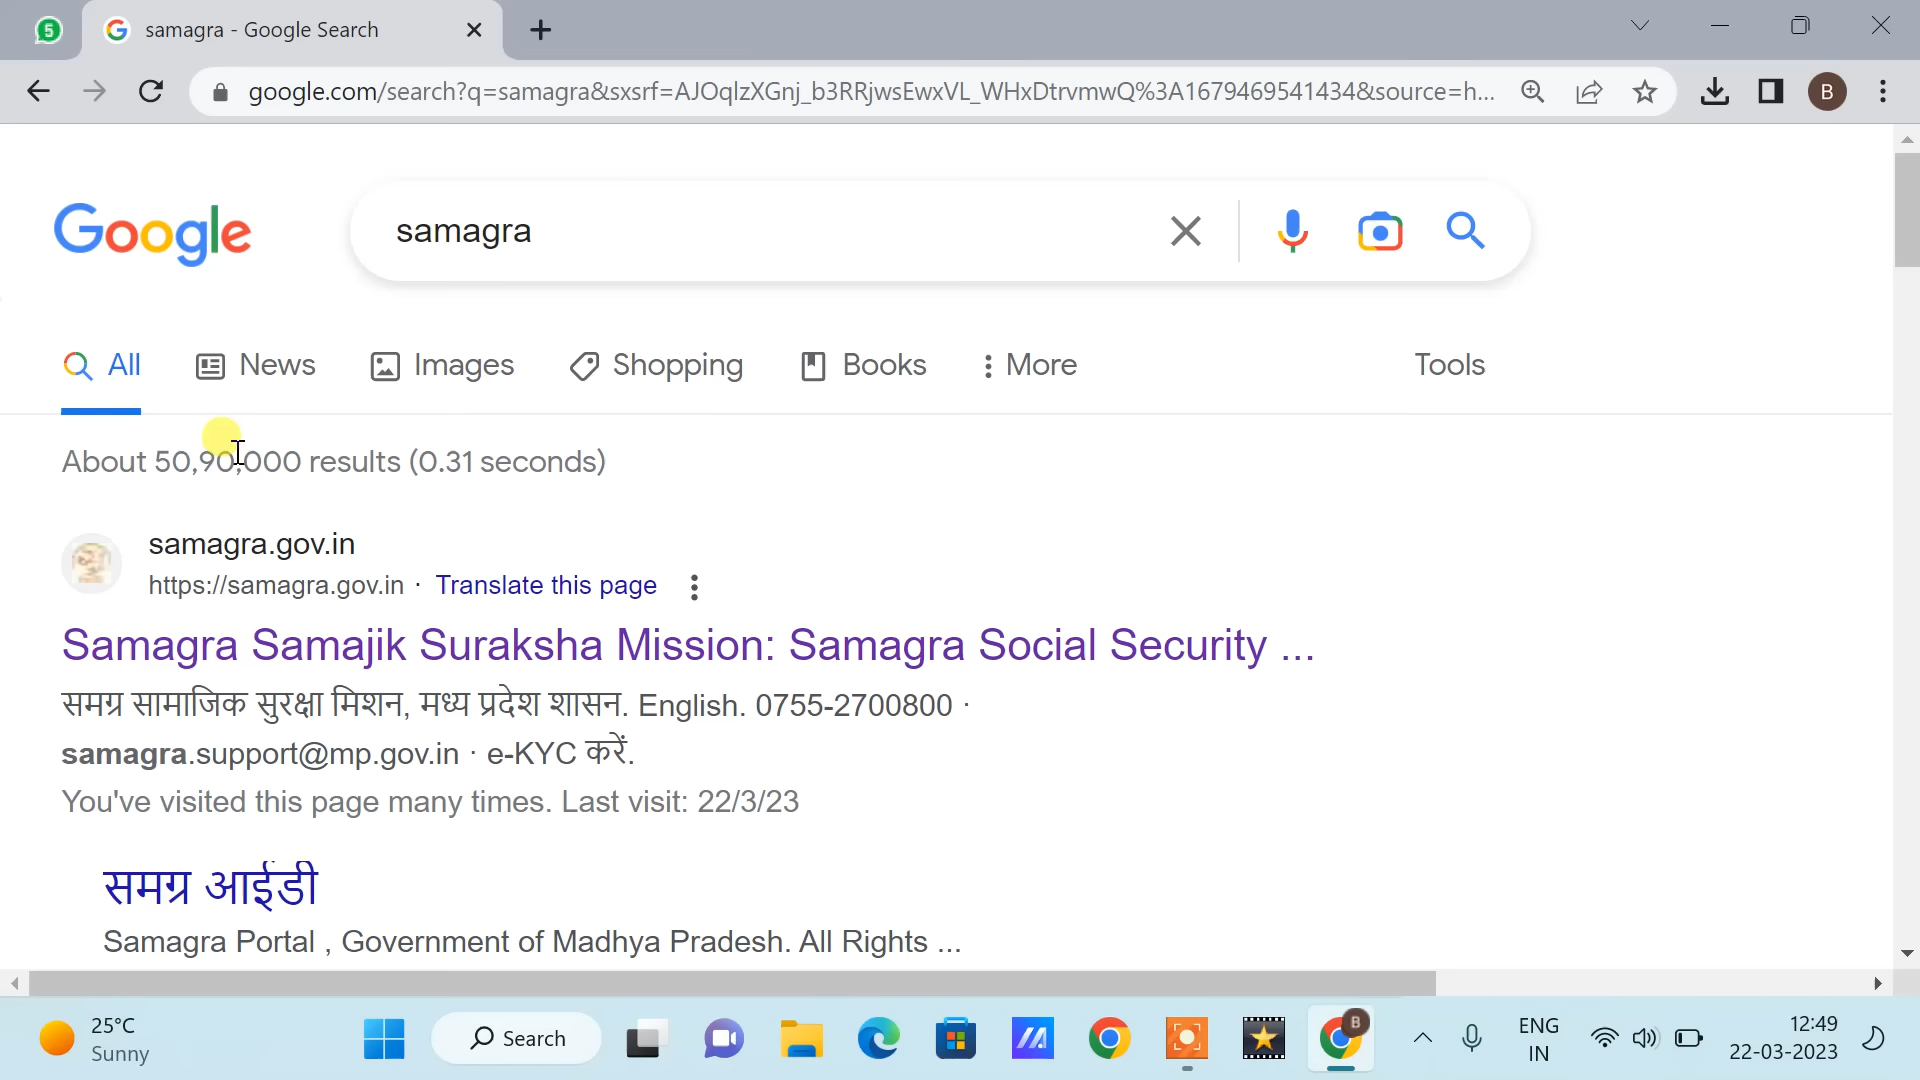 5
samagra - Google Search
google.com/search?q=samagra&sxsrf=AJOqlzXGnj_b3RRjwsEwxVL_WHxDtrvmwQ%3A1679469541434&source=h...
B
Google
samagra
All News Images Shopping Books More Tools
About 50,90,000 results (0.31 seconds)
samagra.gov.in
https://samagra.gov.in · Translate this page
Samagra Samajik Suraksha Mission: Samagra Social Security ...
समग्र सामाजिक सुरक्षा मिशन, मध्य प्रदेश शासन. English. 0755-2700800 ·
samagra.support@mp.gov.in · e-KYC करें.
You've visited this page many times. Last visit: 22/3/23
समग्र आईडी
Samagra Portal , Government of Madhya Pradesh. All Rights ...
25°C
Sunny
Search
B
ENG
IN
12:49
22-03-2023